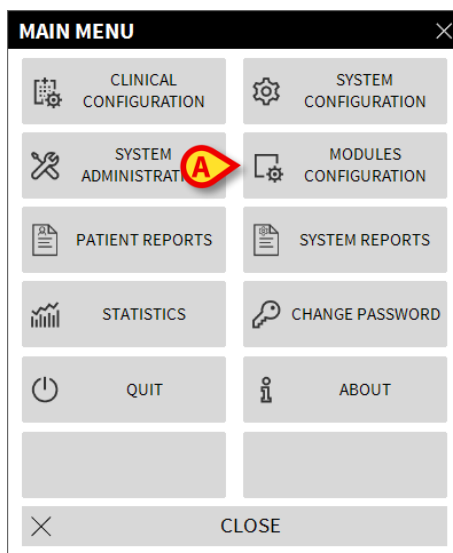 MAIN MENU
CLINICAL
CONFIGURATION
SYSTEM
CONFIGURATION
SYSTEM
ADMINISTRATI
A
MODULES
CONFIGURATION
PATIENT REPORTS
SYSTEM REPORTS
STATISTICS
CHANGE PASSWORD
QUIT
ABOUT
CLOSE